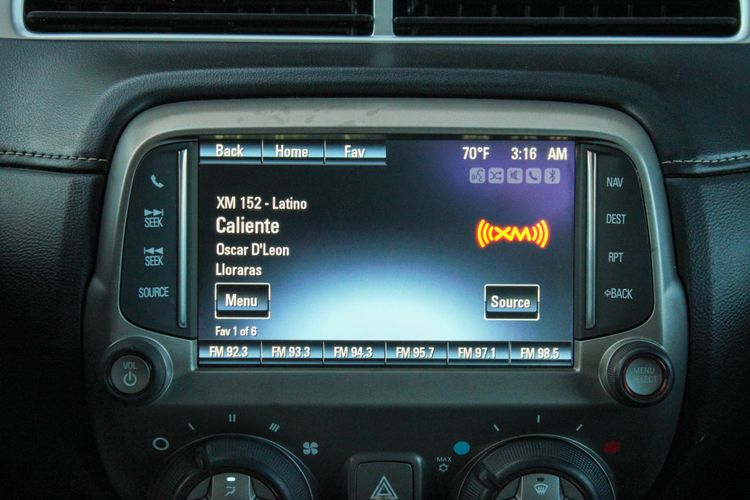 Back Home Fav 70°F 3:16 AM
XM 152 - Latino
Caliente
Oscar D'Leon
Lloraras
((XM))
Menu Source
Fav 1 of 6
FM 92.3 FM 93.3 FM 94.3 FM 95.7 FM 97.1 FM 98.5
SEEK
SEEK
SOURCE
NAV
DEST
RPT
BACK
VOL
MENU
SELECT
MAX